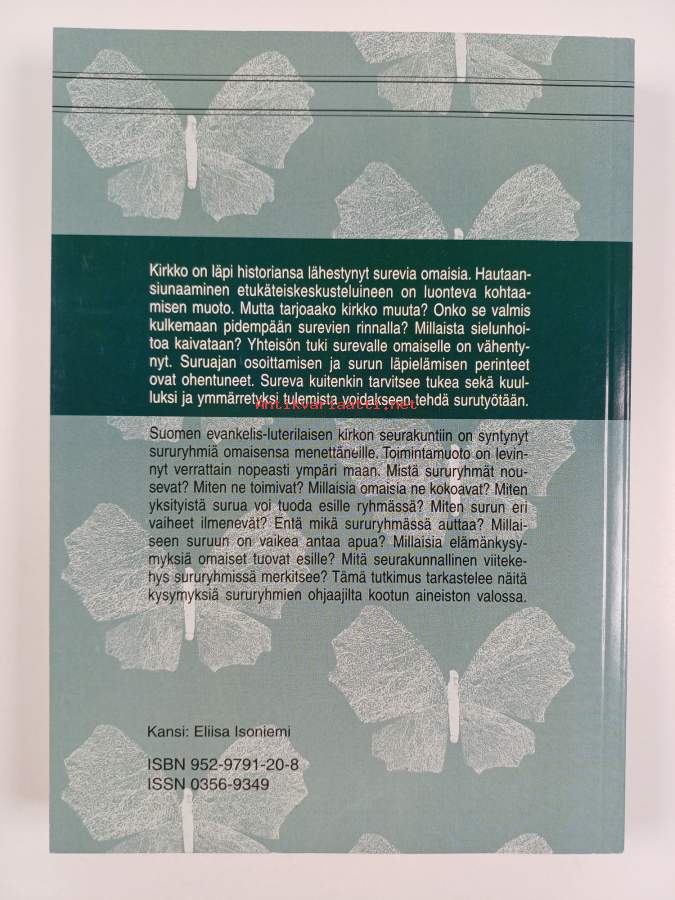 Kirkko on läpi historiansa lähestynyt surevia omaisia. Hautaan-
siunaaminen etukäteiskeskusteluineen on luonteva kohtaa-
misen muoto. Mutta tarjoaako kirkko muuta? Onko se valmis
kulkemaan pidempään surevien rinnalla? Millaista sielunhoi-
toa kaivataan? Yhteisön tuki surevalle omaiselle on vähenty-
nyt. Suruajan osoittamisen ja surun läpielämisen perinteet
ovat ohentuneet. Sureva kuitenkin tarvitsee tukea sekä kuul-
luksi ja ymmärretyksi tulemista voidakseen tehdä surutyötään.
Antikvariaatti.net
Suomen evankelis-luterilaisen kirkon seurakuntiin on syntynyt
sururyhmiä omaisensa menettäneille. Toimintamuoto on levin-
nyt verrattain nopeasti ympäri maan. Mistä sururyhmät nou-
sevat? Miten ne toimivat? Millaisia omaisia ne kokoavat? Miten
yksityistä surua voi tuoda esille ryhmässä? Miten surun eri
vaiheet ilmenevät? Entä mikä sururyhmässä auttaa? Millai-
seen suruun on vaikea antaa apua? Millaisia elämänkysy-
myksiä omaiset tuovat esille? Mitä seurakunnallinen viiteke-
hys sururyhmissä merkitsee? Tämä tutkimus tarkastelee näitä
kysymyksiä sururyhmien ohjaajilta kootun aineiston valossa.
Kansi: Eliisa Isoniemi
ISBN 952-9791-20-8
ISSN 0356-9349